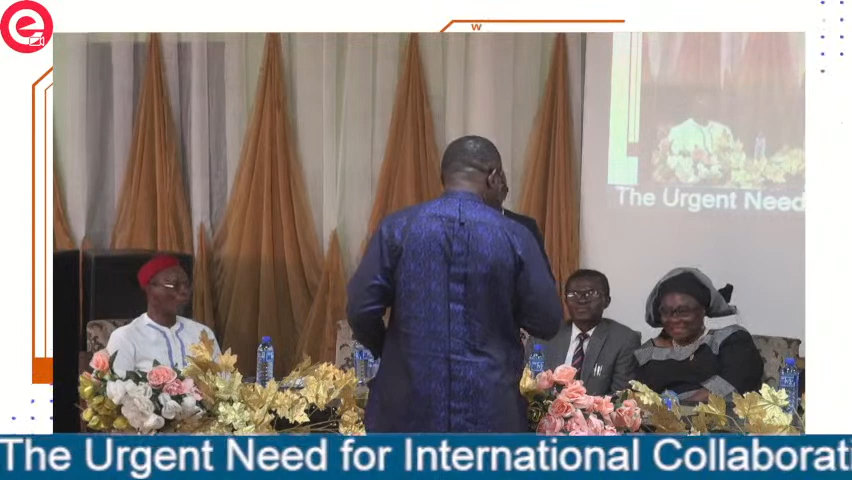 w
The Urgent Need
The Urgent Need for International Collaborati